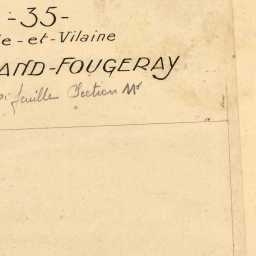 -35-
e-et-Vilaine
AND-FOUGERAY
feuille Section M